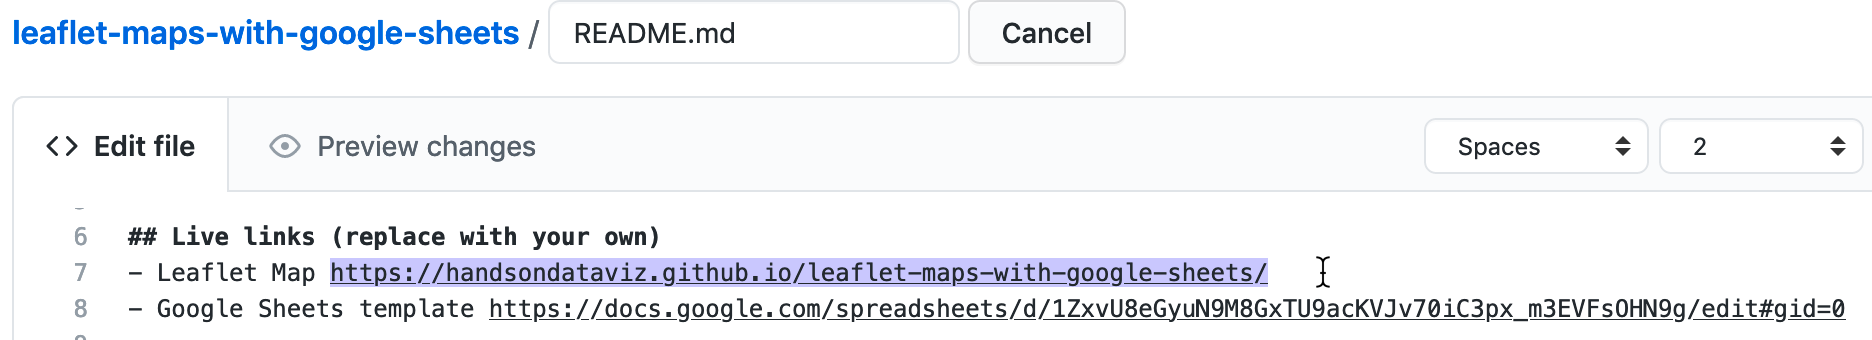 leaflet-maps-with-google-sheets / README.md Cancel
Edit file Preview changes Spaces 2
6 ## Live links (replace with your own)
7 - Leaflet Map https://handsondataviz.github.io/leaflet-maps-with-google-sheets/
8 - Google Sheets template https://docs.google.com/spreadsheets/d/1ZxvU8eGyuN9M8GxTU9acKVJv70iC3px_m3EVFsOHN9g/edit#gid=0